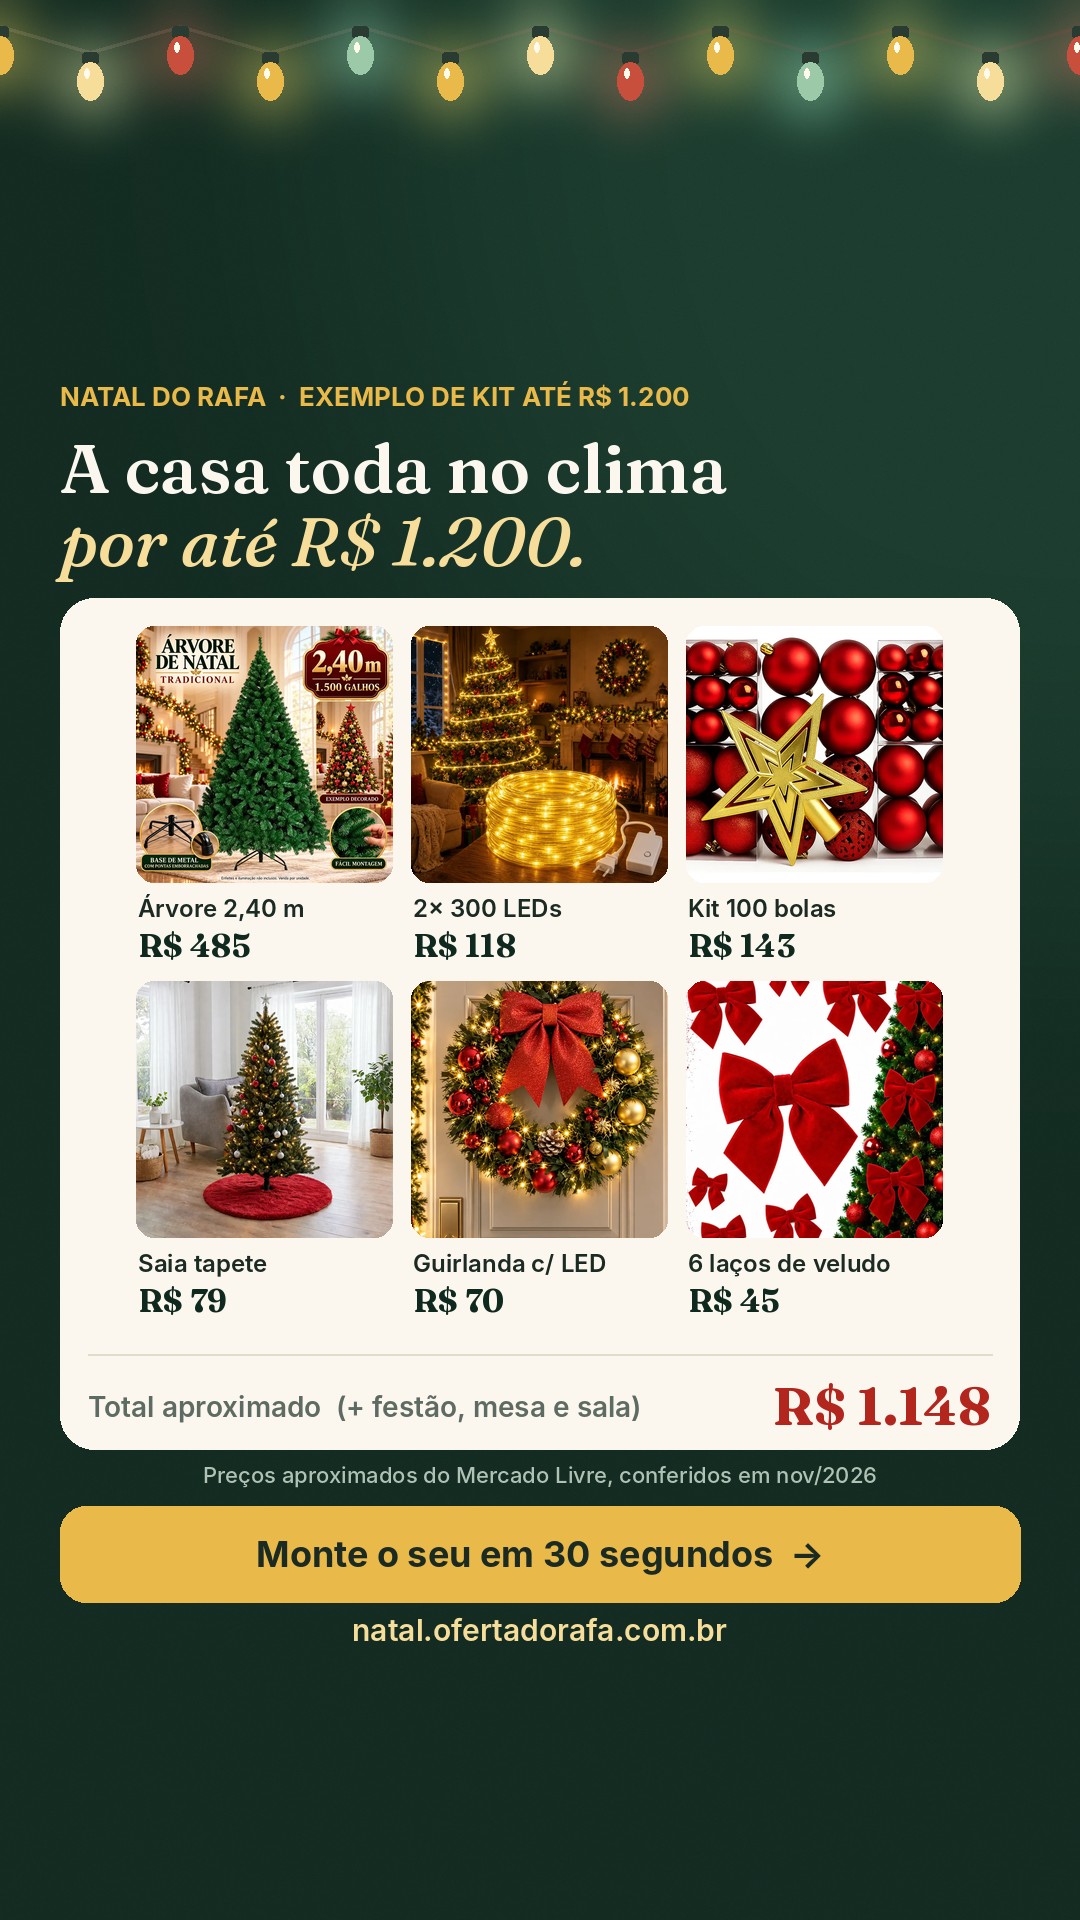 NATAL DO RAFA · EXEMPLO DE KIT ATÉ R$ 1.200
A casa toda no clima
por até R$ 1.200.
ÁRVORE
DE NATAL
TRADICIONAL
2,40m
1.500 GALHOS
EXEMPLO DECORADO
BASE DE METAL
COM PONTAS EMBORRACHADAS
FÁCIL MONTAGEM
Árvore 2,40 m
R$ 485
2× 300 LEDs
R$ 118
Kit 100 bolas
R$ 143
Saia tapete
R$ 79
Guirlanda c/ LED
R$ 70
6 laços de veludo
R$ 45
Total aproximado (+ festão, mesa e sala)
R$ 1.148
Preços aproximados do Mercado Livre, conferidos em nov/2026
Monte o seu em 30 segundos →
natal.ofertadorafa.com.br